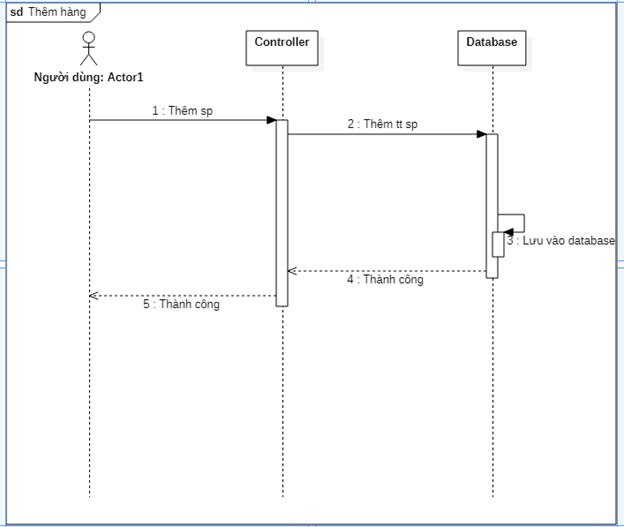 sd Thêm hàng
Controller
Database
Người dùng: Actor1
1 : Thêm sp
2 : Thêm tt sp
3 : Lưu vào database
4 : Thành công
5 : Thành công